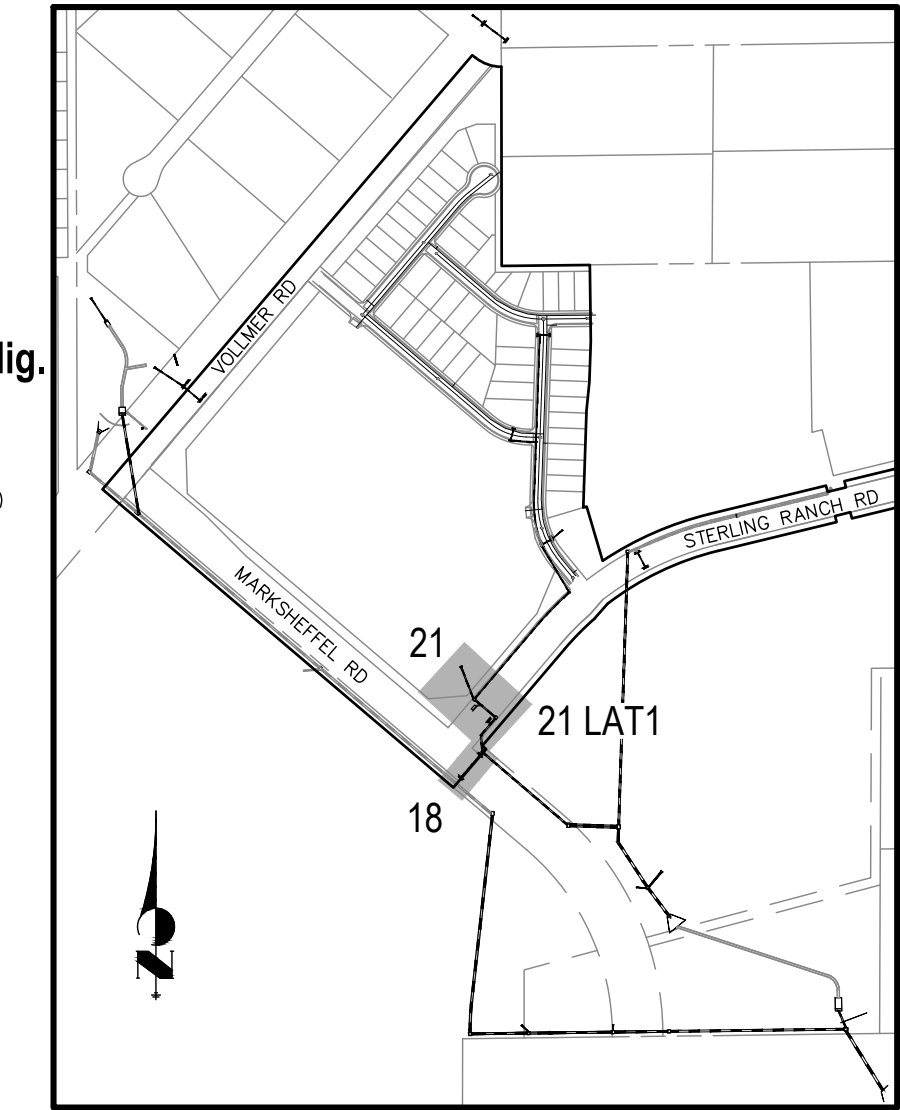 lig.
)
VOLLMER RD
STERLING RANCH RD
MARKSHEFFEL RD
21
21 LAT1
18
N